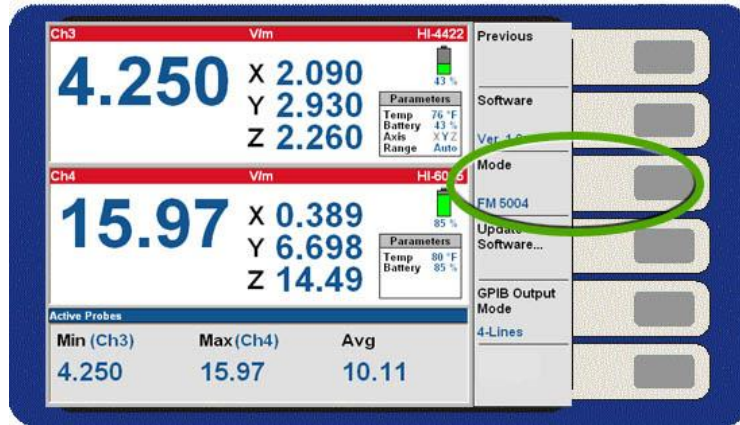 Ch3 V/m HI-4422
4.250
X 2.090
Y 2.930
Z 2.260
43 %
Parameters
Temp 76 °F
Battery 43 %
Axis XYZ
Range Auto
Ch4 V/m
15.97
X 0.389
Y 6.698
Z 14.49
85 %
Parameters
Temp 80 °F
Battery 85 %
Active Probes
Min (Ch3) Max (Ch4) Avg
4.250 15.97 10.11
Previous
Software
Ver.
Mode
FM 5004
Update
Software...
GPIB Output
Mode
4-Lines